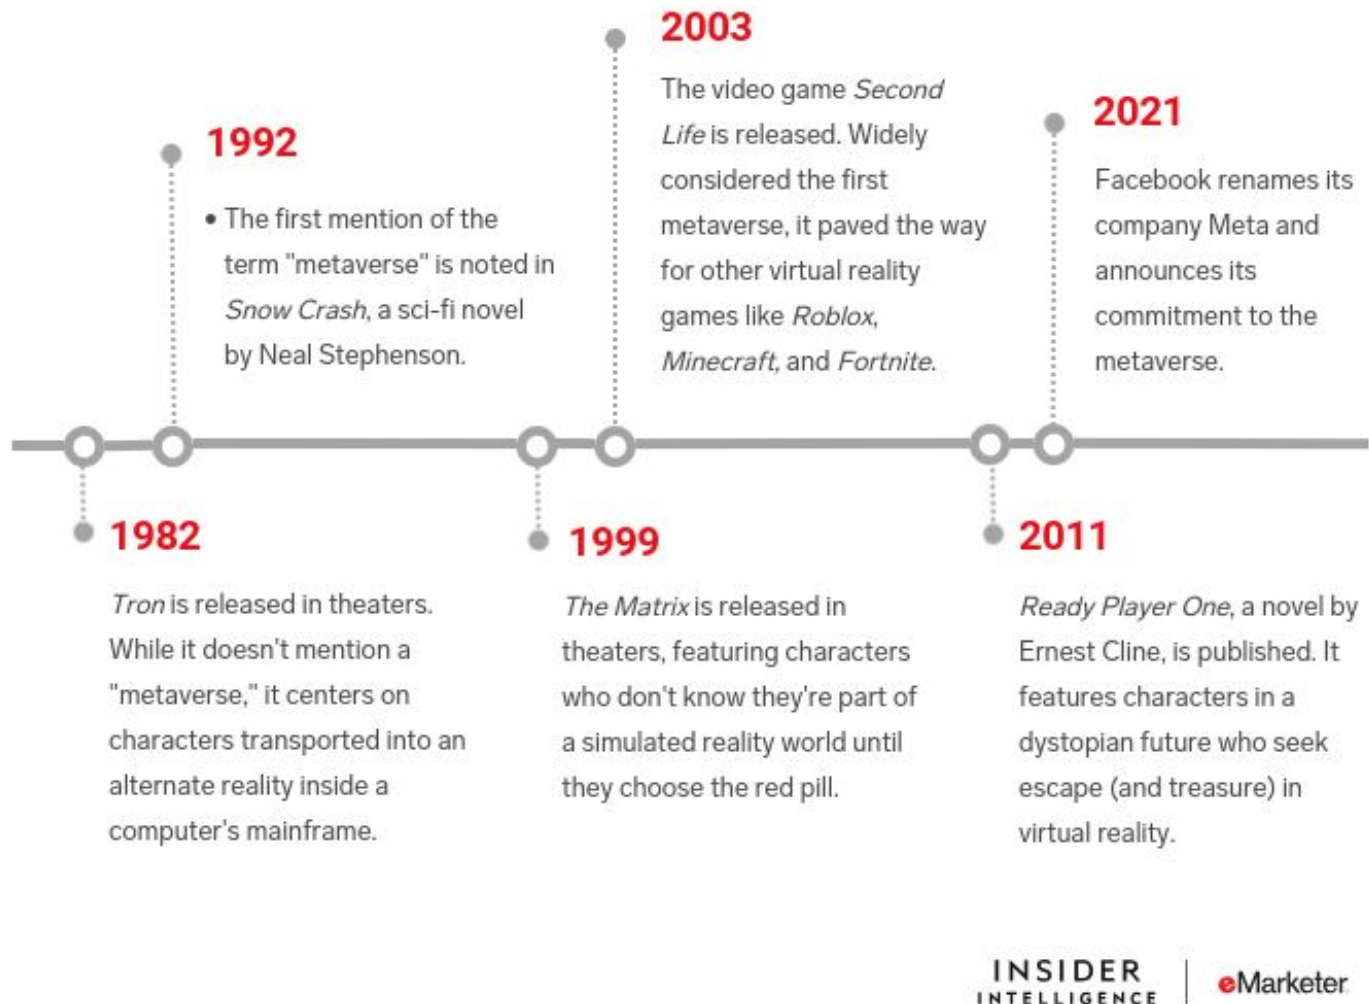 2003
The video game Second
Life is released. Widely
considered the first
metaverse, it paved the way
for other virtual reality
games like Roblox,
Minecraft, and Fortnite.
2021
Facebook renames its
company Meta and
announces its
commitment to the
metaverse.
1992
• The first mention of the
term "metaverse" is noted in
Snow Crash, a sci-fi novel
by Neal Stephenson.
1982
Tron is released in theaters.
While it doesn't mention a
"metaverse," it centers on
characters transported into an
alternate reality inside a
computer's mainframe.
1999
The Matrix is released in
theaters, featuring characters
who don't know they're part of
a simulated reality world until
they choose the red pill.
2011
Ready Player One, a novel by
Ernest Cline, is published. It
features characters in a
dystopian future who seek
escape (and treasure) in
virtual reality.
INSIDER
INTELLIGENCE
eMarketer